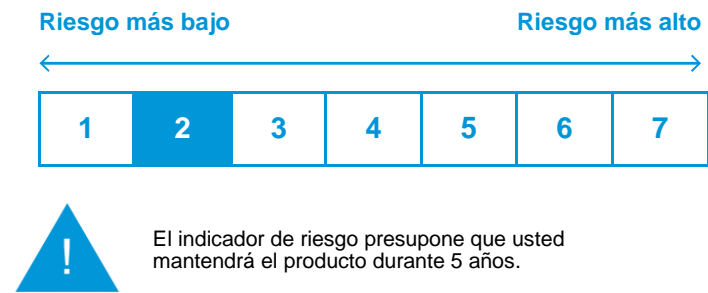 Riesgo más bajo Riesgo más alto
1 2 3 4 5 6 7
!
El indicador de riesgo presupone que usted
mantendrá el producto durante 5 años.